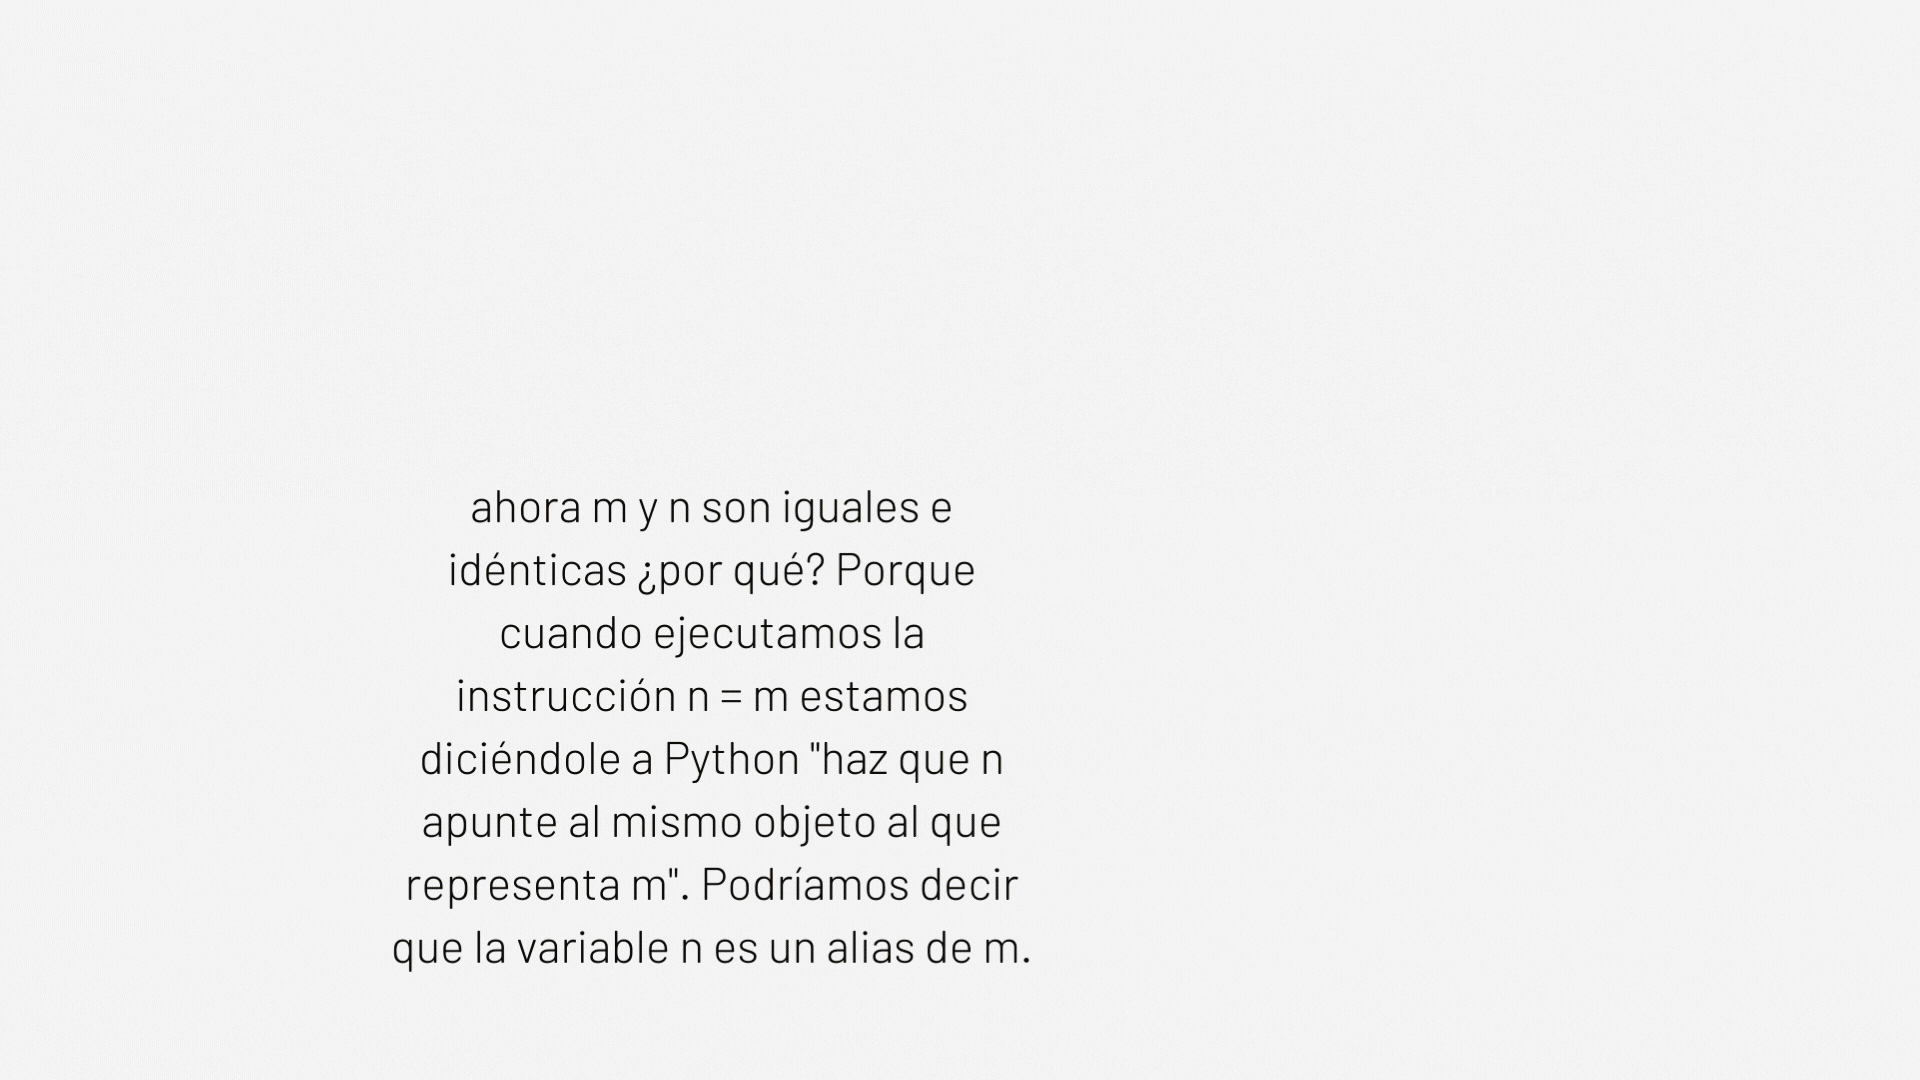 ahora m y n son iguales e
idénticas ¿por qué? Porque
cuando ejecutamos la
instrucción n = m estamos
diciéndole a Python "haz que n
apunte al mismo objeto al que
representa m". Podríamos decir
que la variable n es un alias de m.